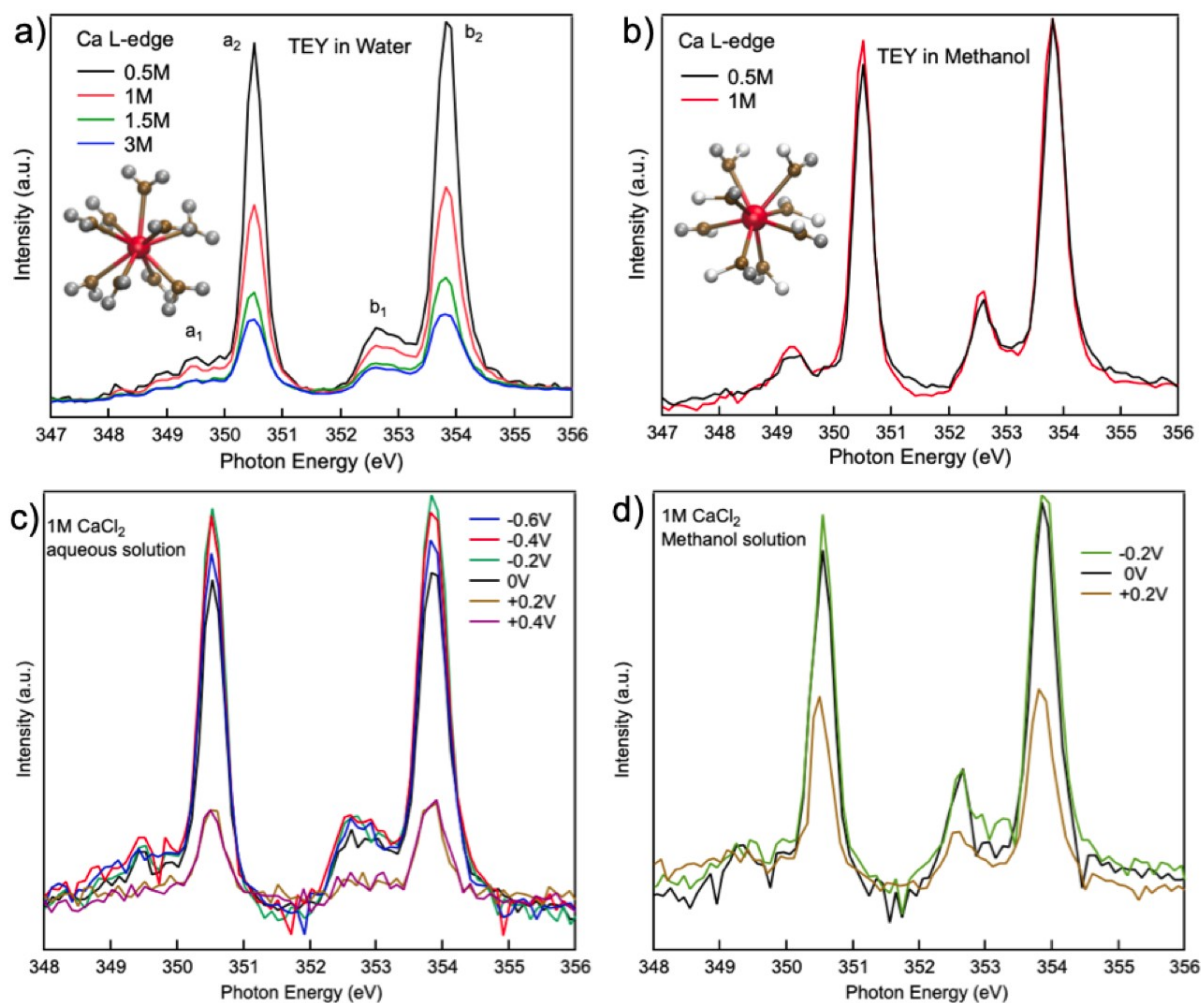 a)
Ca L-edge
0.5M
1M
1.5M
3M
TEY in Water
a₂
b₂
a₁
b₁
Intensity (a.u.)
347 348 349 350 351 352 353 354 355 356
Photon Energy (eV)
b)
Ca L-edge
0.5M
1M
TEY in Methanol
Intensity (a.u.)
347 348 349 350 351 352 353 354 355 356
Photon Energy (eV)
c)
1M CaCl₂
aqueous solution
-0.6V
-0.4V
-0.2V
0V
+0.2V
+0.4V
Intensity (a.u.)
348 349 350 351 352 353 354 355 356
Photon Energy (eV)
d)
1M CaCl₂
Methanol solution
-0.2V
0V
+0.2V
Intensity (a.u.)
348 349 350 351 352 353 354 355 356
Photon Energy (eV)